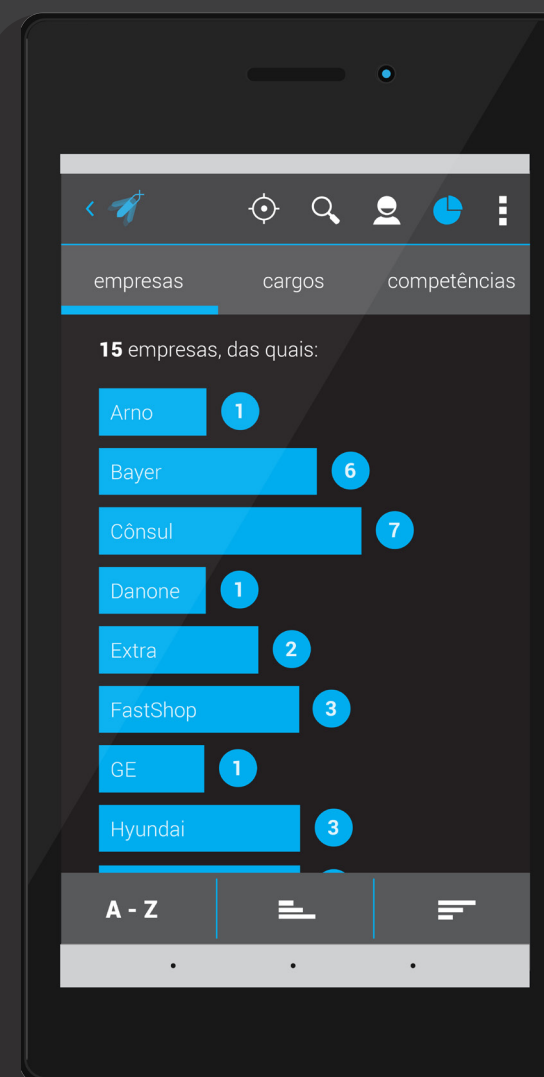 empresas cargos competências
15 empresas, das quais:
Arno 1
Bayer 6
Cônsul 7
Danone 1
Extra 2
FastShop 3
GE 1
Hyundai 3
A - Z